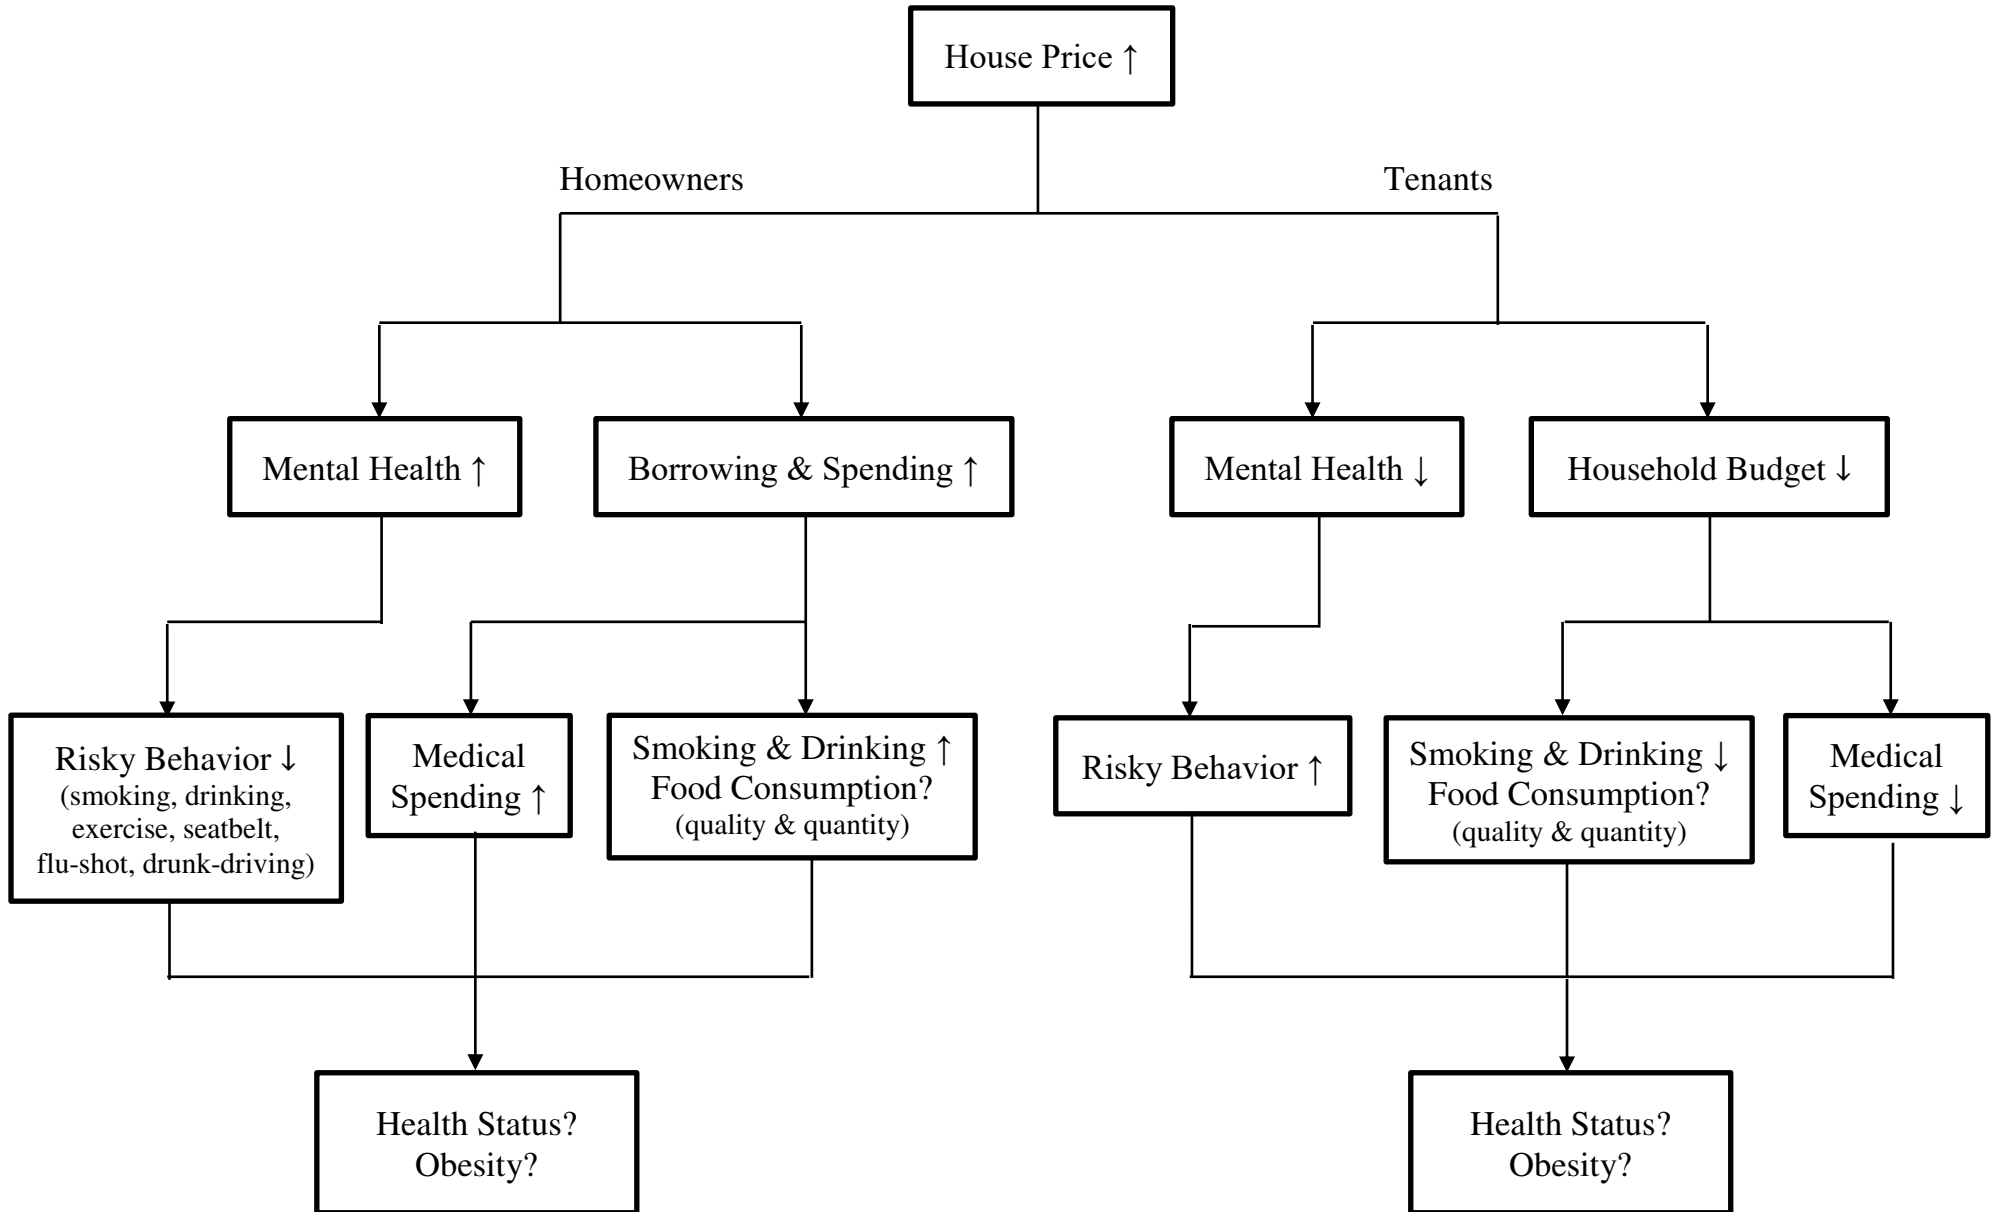 House Price ↑
Homeowners
Tenants
Mental Health ↑
Borrowing & Spending ↑
Mental Health ↓
Household Budget ↓
Risky Behavior ↓
(smoking, drinking,
exercise, seatbelt,
flu-shot, drunk-driving)
Medical
Spending ↑
Smoking & Drinking ↑
Food Consumption?
(quality & quantity)
Risky Behavior ↑
Smoking & Drinking ↓
Food Consumption?
(quality & quantity)
Medical
Spending ↓
Health Status?
Obesity?
Health Status?
Obesity?